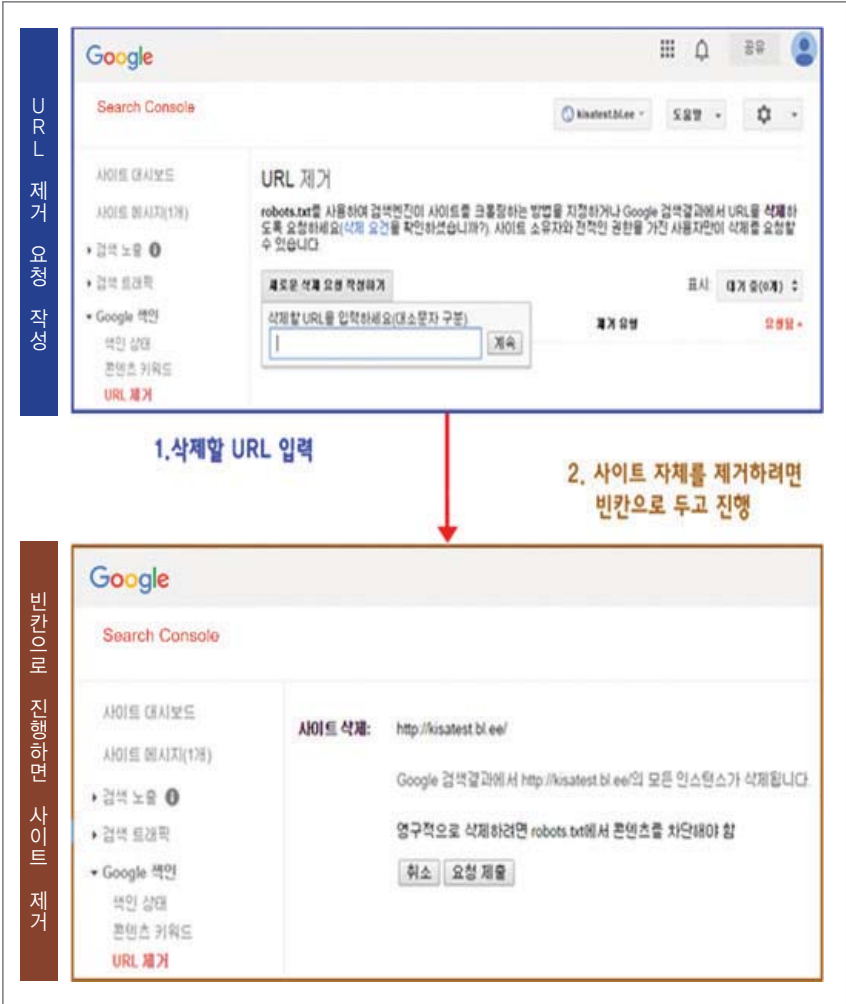 URL 제거 요청 작성
Google
공유
Search Console
kisatest.bl.ee
도움말
사이트 대시보드
사이트 메시지(1개)
검색 노출
검색 트래픽
Google 색인
색인 상태
콘텐츠 키워드
URL 제거
URL 제거
robots.txt를 사용하여 검색엔진이 사이트를 크롤링하는 방법을 지정하거나 Google 검색결과에서 URL을 삭제하
도록 요청하세요(삭제 요건을 확인하셨습니까?). 사이트 소유자와 전적인 권한을 가진 사용자만이 삭제를 요청할
수 있습니다.
새로운 삭제 요청 작성하기
표시: 대기 중(0개)
삭제할 URL을 입력하세요(대소문자 구분)
계속
제거 유형
요청됨
1.삭제할 URL 입력
2. 사이트 자체를 제거하려면
빈칸으로 두고 진행
빈칸으로 진행하면 사이트 제거
Google
Search Console
사이트 대시보드
사이트 메시지(1개)
검색 노출
검색 트래픽
Google 색인
색인 상태
콘텐츠 키워드
URL 제거
사이트 삭제: http://kisatest.bl.ee/
Google 검색결과에서 http://kisatest.bl.ee/의 모든 인스턴스가 삭제됩니다.
영구적으로 삭제하려면 robots.txt에서 콘텐츠를 차단해야 함
취소 요청 제출